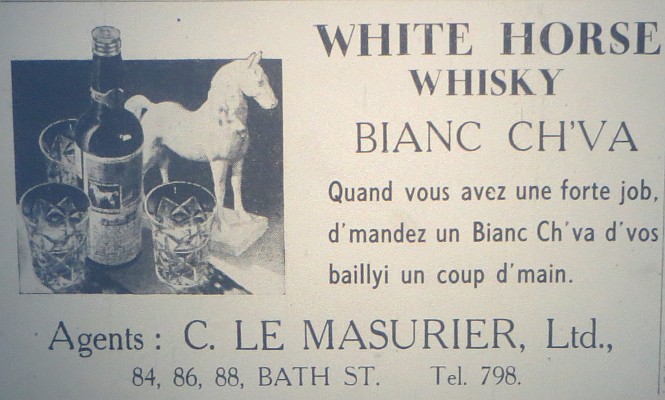 WHITE HORSE
WHISKY
BIANC CH'VA
Quand vous avez une forte job,
d'mandez un Bianc Ch'va d'vos
baillyi un coup d'main.
Agents : C. LE MASURIER, Ltd.,
84, 86, 88, BATH ST. Tel. 798.